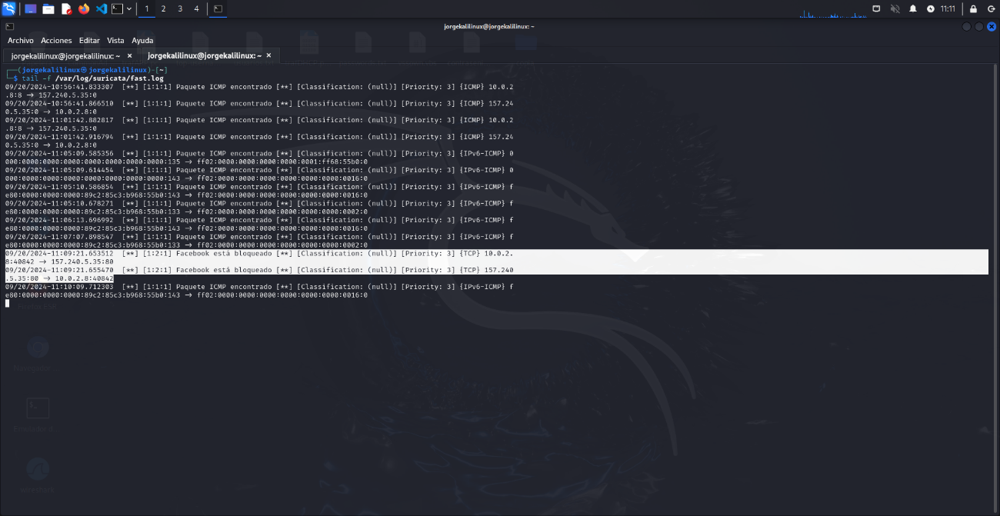 1 2 3 4
11:11
jorgekalilinux@jorgekalilinux: ~
Archivo Acciones Editar Vista Ayuda
jorgekalilinux@jorgekalilinux: ~ × jorgekalilinux@jorgekalilinux: ~ ×
┌──(jorgekalilinux㉿jorgekalilinux)-[~]
└─$ tail -f /var/log/suricata/fast.log
09/20/2024-10:56:41.833307  [**] [1:1:1] Paquete ICMP encontrado [**] [Classification: (null)] [Priority: 3] {ICMP} 10.0.2
.8:8 → 157.240.5.35:0
09/20/2024-10:56:41.866510  [**] [1:1:1] Paquete ICMP encontrado [**] [Classification: (null)] [Priority: 3] {ICMP} 157.24
0.5.35:0 → 10.0.2.8:0
09/20/2024-11:01:42.882817  [**] [1:1:1] Paquete ICMP encontrado [**] [Classification: (null)] [Priority: 3] {ICMP} 10.0.2
.8:8 → 157.240.5.35:0
09/20/2024-11:01:42.916794  [**] [1:1:1] Paquete ICMP encontrado [**] [Classification: (null)] [Priority: 3] {ICMP} 157.24
0.5.35:0 → 10.0.2.8:0
09/20/2024-11:05:09.585356  [**] [1:1:1] Paquete ICMP encontrado [**] [Classification: (null)] [Priority: 3] {IPv6-ICMP} 0
000:0000:0000:0000:0000:0000:0000:0000:135 → ff02:0000:0000:0000:0000:0001:ff68:55b0:0
09/20/2024-11:05:09.614454  [**] [1:1:1] Paquete ICMP encontrado [**] [Classification: (null)] [Priority: 3] {IPv6-ICMP} 0
000:0000:0000:0000:0000:0000:0000:0000:143 → ff02:0000:0000:0000:0000:0000:0000:0016:0
09/20/2024-11:05:10.586854  [**] [1:1:1] Paquete ICMP encontrado [**] [Classification: (null)] [Priority: 3] {IPv6-ICMP} f
e80:0000:0000:0000:89c2:85c3:b968:55b0:143 → ff02:0000:0000:0000:0000:0000:0000:0016:0
09/20/2024-11:05:10.678271  [**] [1:1:1] Paquete ICMP encontrado [**] [Classification: (null)] [Priority: 3] {IPv6-ICMP} f
e80:0000:0000:0000:89c2:85c3:b968:55b0:133 → ff02:0000:0000:0000:0000:0000:0000:0002:0
09/20/2024-11:06:13.696992  [**] [1:1:1] Paquete ICMP encontrado [**] [Classification: (null)] [Priority: 3] {IPv6-ICMP} f
e80:0000:0000:0000:89c2:85c3:b968:55b0:143 → ff02:0000:0000:0000:0000:0000:0000:0016:0
09/20/2024-11:07:07.898547  [**] [1:1:1] Paquete ICMP encontrado [**] [Classification: (null)] [Priority: 3] {IPv6-ICMP} f
e80:0000:0000:0000:89c2:85c3:b968:55b0:133 → ff02:0000:0000:0000:0000:0000:0000:0002:0
09/20/2024-11:09:21.653512  [**] [1:2:1] Facebook está bloqueado [**] [Classification: (null)] [Priority: 3] {TCP} 10.0.2.
8:40842 → 157.240.5.35:80
09/20/2024-11:09:21.655470  [**] [1:2:1] Facebook está bloqueado [**] [Classification: (null)] [Priority: 3] {TCP} 157.240
.5.35:80 → 10.0.2.8:40842
09/20/2024-11:10:09.712303  [**] [1:1:1] Paquete ICMP encontrado [**] [Classification: (null)] [Priority: 3] {IPv6-ICMP} f
e80:0000:0000:0000:89c2:85c3:b968:55b0:143 → ff02:0000:0000:0000:0000:0000:0000:0016:0